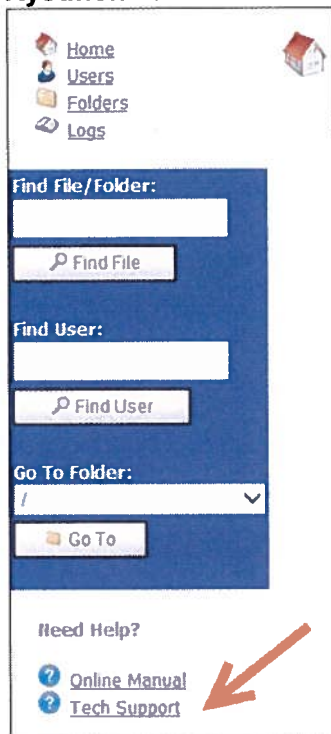 Home
Users
Folders
Logs
Find File/Folder:
Find File
Find User:
Find User
Go To Folder:
/
Go To
Need Help?
Online Manual
Tech Support